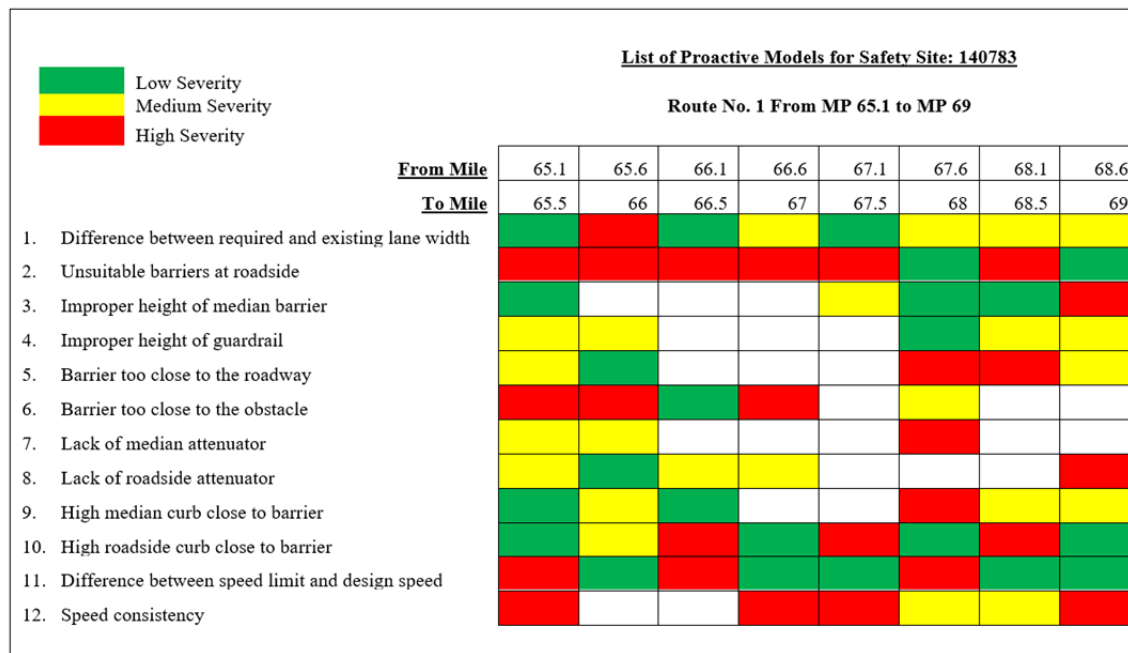 List of Proactive Models for Safety Site: 140783
Low Severity
Medium Severity
Route No. 1 From MP 65.1 to MP 69
High Severity
From Mile 65.1 65.6 66.1 66.6 67.1 67.6 68.1 68.6
To Mile 65.5 66 66.5 67 67.5 68 68.5 69
1. Difference between required and existing lane width
2. Unsuitable barriers at roadside
3. Improper height of median barrier
4. Improper height of guardrail
5. Barrier too close to the roadway
6. Barrier too close to the obstacle
7. Lack of median attenuator
8. Lack of roadside attenuator
9. High median curb close to barrier
10. High roadside curb close to barrier
11. Difference between speed limit and design speed
12. Speed consistency